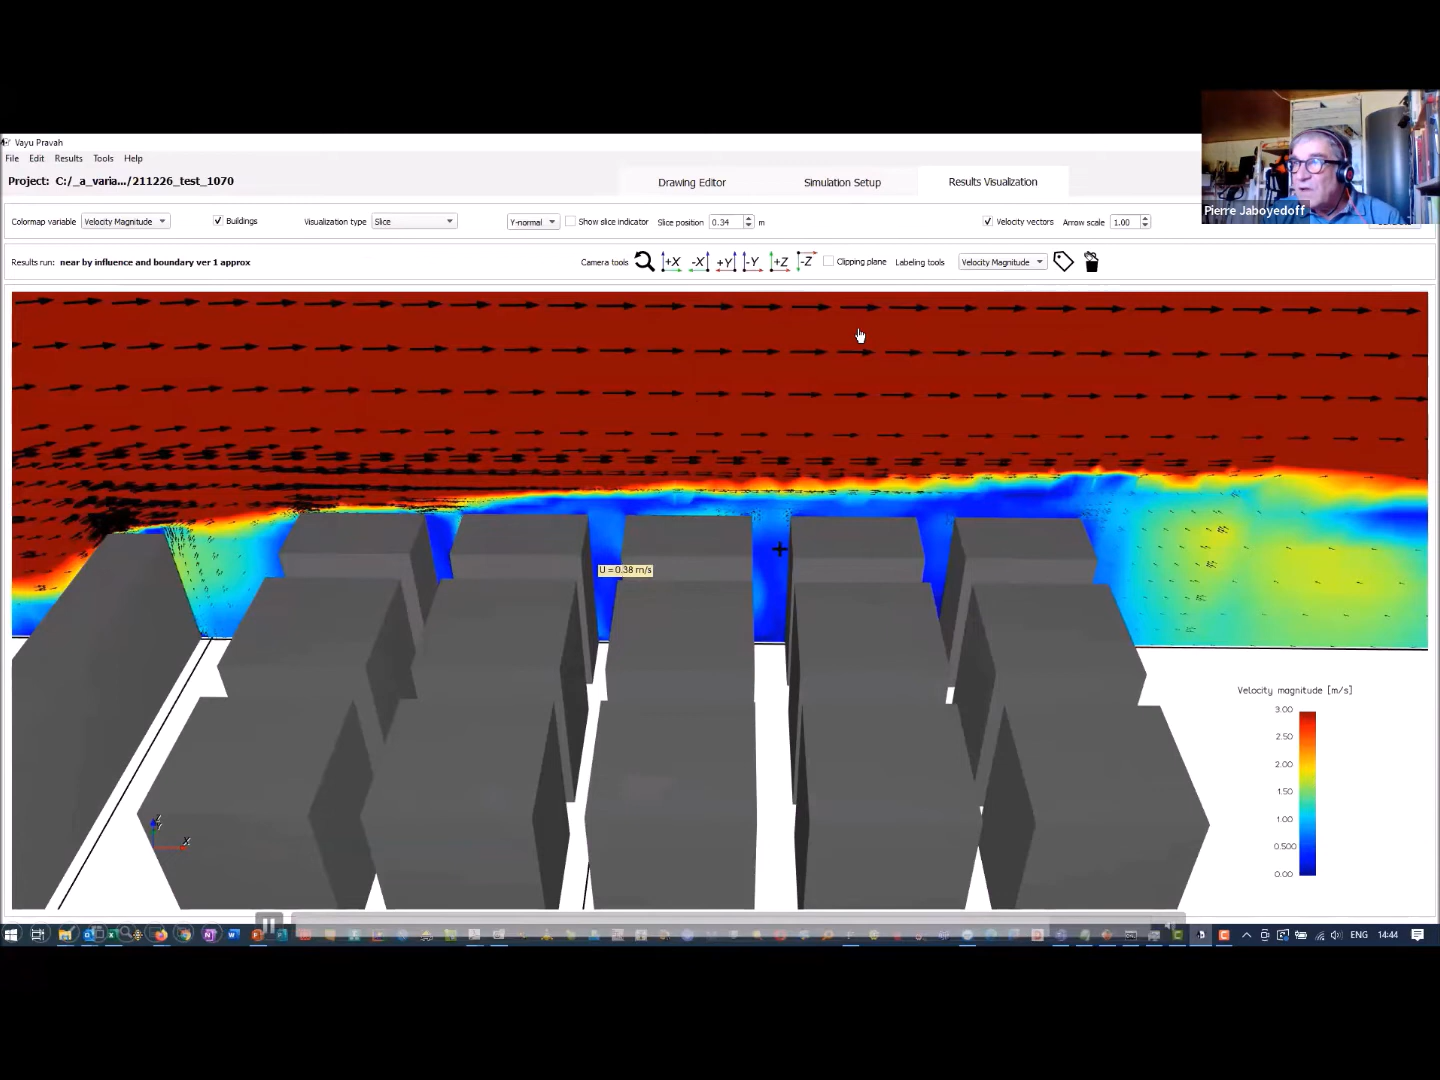 Vayu Pravah
File Edit Results Tools Help
Project: C:/_a_varia.../211226_test_1070
Drawing Editor
Simulation Setup
Results Visualization
Pierre Jaboyedoff
Colormap variable Velocity Magnitude Buildings Visualization type Slice Y-normal Show slice indicator Slice position 0.34 m Velocity vectors Arrow scale 1.00
Results run: near by influence and boundary ver 1 approx
Camera tools +X -X +Y -Y +Z -Z Clipping plane Labeling tools Velocity Magnitude
U = 0.38 m/s
Velocity magnitude [m/s]
3.00
2.50
2.00
1.50
1.00
0.500
0.00
X
ENG 14:44